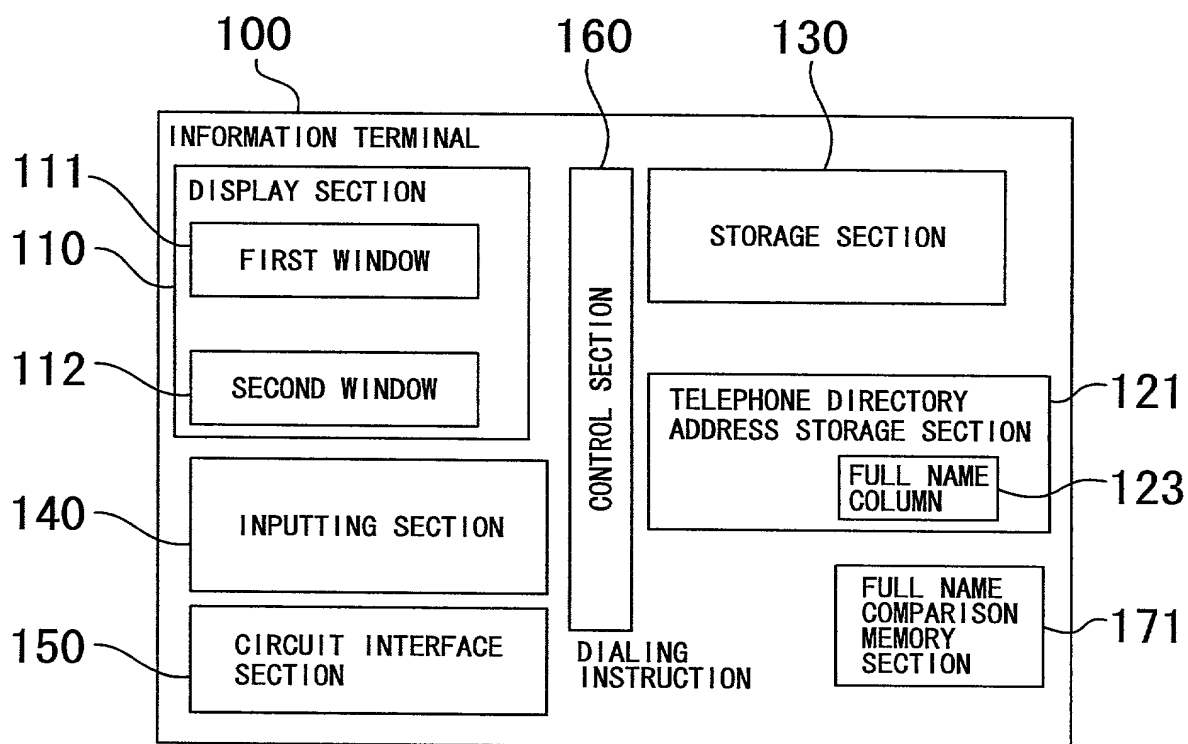 100
160
130
INFORMATION TERMINAL
111
DISPLAY SECTION
110
FIRST WINDOW
112
SECOND WINDOW
140
INPUTTING SECTION
150
CIRCUIT INTERFACE
SECTION
CONTROL SECTION
DIALING
INSTRUCTION
STORAGE SECTION
TELEPHONE DIRECTORY
ADDRESS STORAGE SECTION
121
FULL NAME
COLUMN
123
FULL NAME
COMPARISON
MEMORY
SECTION
171